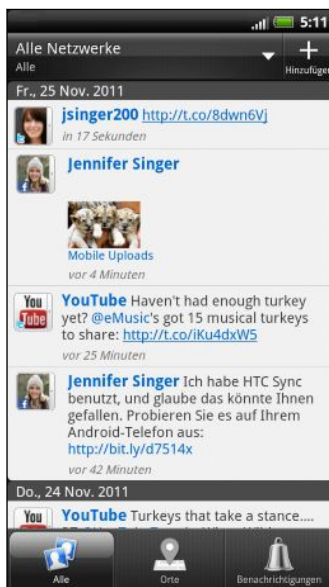 5:11
Alle Netzwerke
Alle
Hinzufügen
Fr., 25 Nov. 2011
jsinger200 http://t.co/8dwn6Vj
in 17 Sekunden
Jennifer Singer
Mobile Uploads
vor 4 Minuten
You Tube
YouTube Haven't had enough turkey
yet? @eMusic's got 15 musical turkeys
to share: http://t.co/iKu4dxW5
vor 25 Minuten
Jennifer Singer Ich habe HTC Sync
benutzt, und glaube das könnte Ihnen
gefallen. Probieren Sie es auf Ihrem
Android-Telefon aus:
http://bit.ly/d7514x
vor 42 Minuten
Do., 24 Nov. 2011
You
YouTube Turkeys that take a stance....
Alle
Orte
Benachrichtigungen